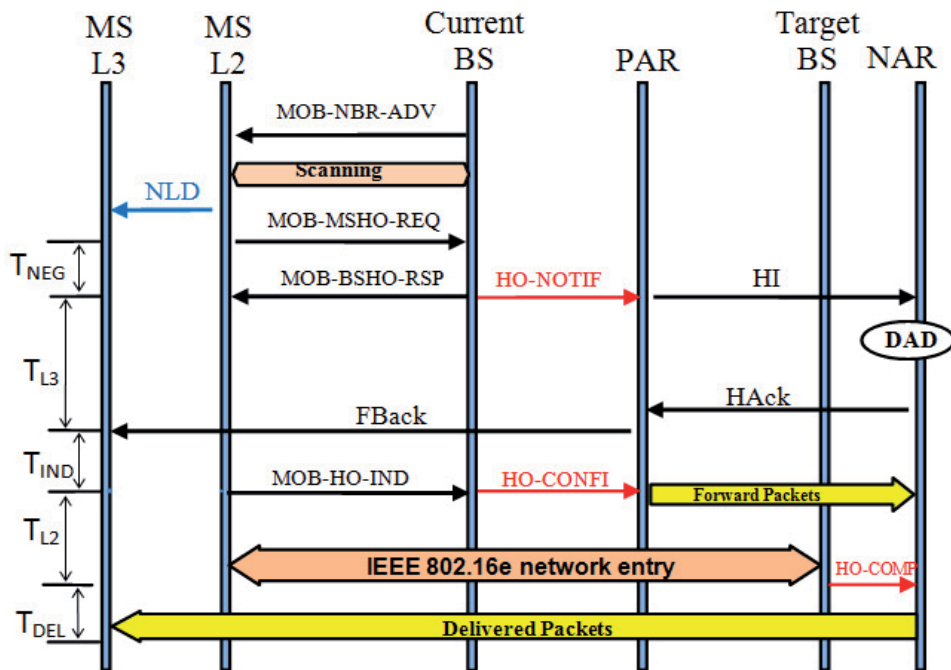 MS L3
MS L2
Current BS
PAR
Target BS
NAR
MOB-NBR-ADV
Scanning
NLD
MOB-MSHO-REQ
TNEG
MOB-BSHO-RSP
HO-NOTIF
HI
DAD
TL3
HAck
FBack
TIND
MOB-HO-IND
HO-CONFI
Forward Packets
TL2
IEEE 802.16e network entry
HO-COMP
TDEL
Delivered Packets